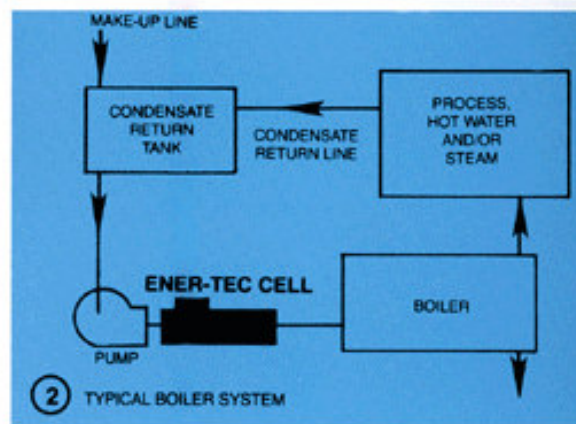 MAKE-UP LINE
CONDENSATE
RETURN
TANK
CONDENSATE
RETURN LINE
PROCESS,
HOT WATER
AND/OR
STEAM
ENER-TEC CELL
BOILER
PUMP
2 TYPICAL BOILER SYSTEM